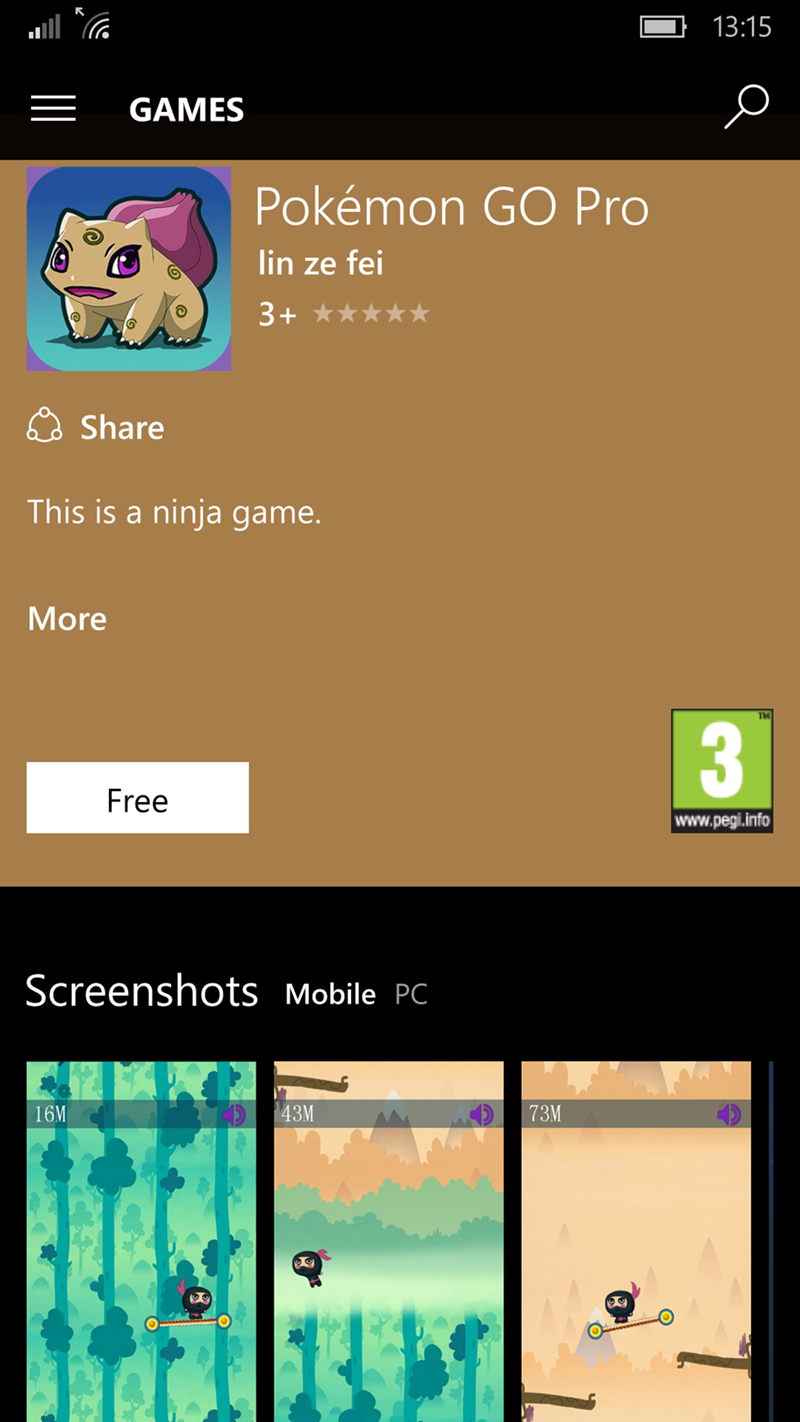 13:15
GAMES
Pokémon GO Pro
lin ze fei
3+
Share
This is a ninja game.
More
3
TM
www.pegi.info
Free
Screenshots Mobile PC
16M
43M
73M